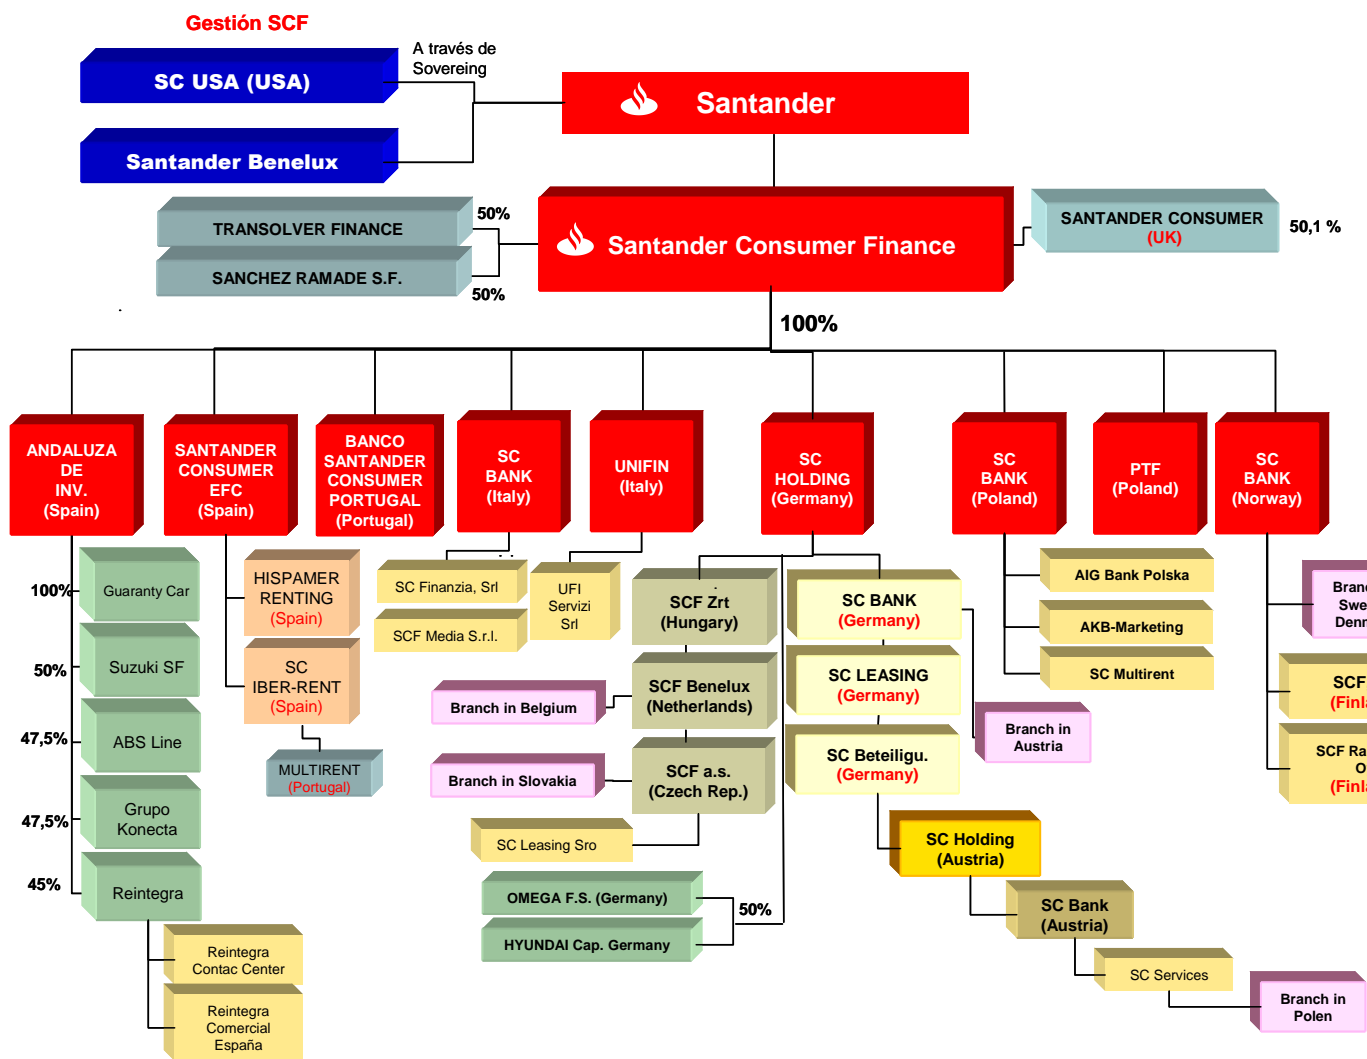 Gestión SCF
A través de
Sovereing
SC USA (USA)
Santander
Santander Benelux
TRANSOLVER FINANCE
50%
SANCHEZ RAMADE S.F.
50%
Santander Consumer Finance
SANTANDER CONSUMER
(UK)
50,1 %
100%
ANDALUZA
DE
INV.
(Spain)
SANTANDER
CONSUMER
EFC
(Spain)
BANCO
SANTANDER
CONSUMER
PORTUGAL
(Portugal)
SC
BANK
(Italy)
UNIFIN
(Italy)
SC
HOLDING
(Germany)
SC
BANK
(Poland)
PTF
(Poland)
SC
BANK
(Norway)
100%
Guaranty Car
50%
Suzuki SF
47,5%
ABS Line
47,5%
Grupo
Konecta
45%
Reintegra
Reintegra
Contac Center
Reintegra
Comercial
España
HISPAMER
RENTING
(Spain)
SC
IBER-RENT
(Spain)
MULTIRENT
(Portugal)
SC Finanzia, Srl
SCF Media S.r.l.
UFI
Servizi
Srl
SCF Zrt
(Hungary)
SCF Benelux
(Netherlands)
Branch in Belgium
SCF a.s.
(Czech Rep.)
Branch in Slovakia
SC Leasing Sro
OMEGA F.S. (Germany)
HYUNDAI Cap. Germany
50%
SC BANK
(Germany)
SC LEASING
(Germany)
SC Beteiligu.
(Germany)
Branch in
Austria
SC Holding
(Austria)
SC Bank
(Austria)
SC Services
Branch in
Polen
AIG Bank Polska
AKB-Marketing
SC Multirent
SCF
SCF